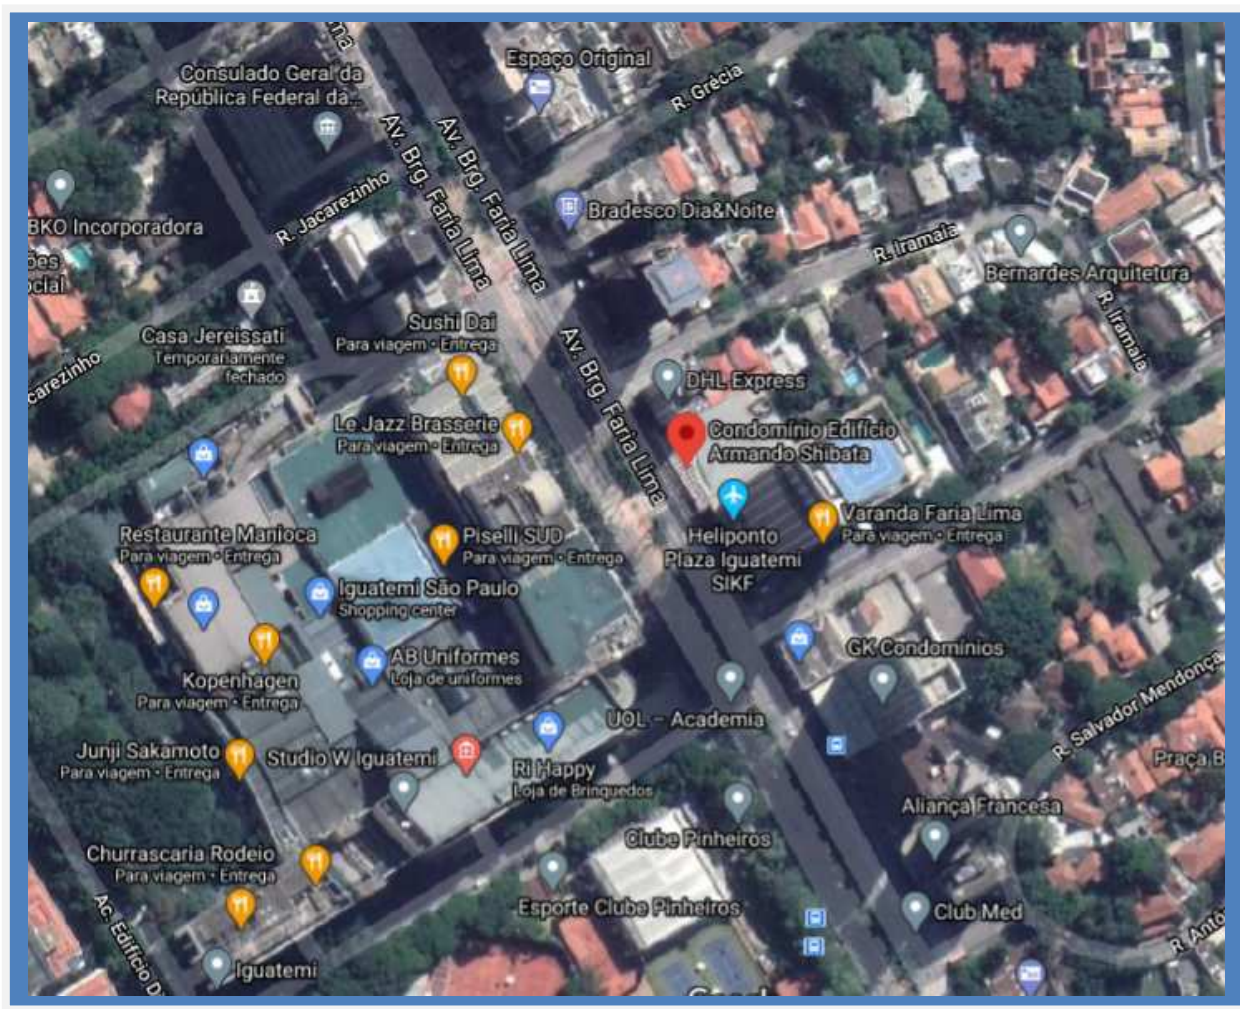 Espaço Original
Consulado Geral da
República Federal da...
R. Grécia
Av. Brg. Faria Lima
Av. Brg. Faria Lima
R. Jacarezinho
Bradesco Dia&Noite
BKO Incorporadora
R. Iramaia
Bernardes Arquitetura
R. Iramaia
Casa Jereissati
Temporariamente
fechado
Sushi Dai
Para viagem • Entrega
Av. Brg. Faria Lima
DHL Express
Le Jazz Brasserie
Para viagem • Entrega
Condomínio Edifício
Armando Shibata
Restaurante Manioca
Para viagem • Entrega
Piselli SUD
Para viagem • Entrega
Heliponto
Plaza Iguatemi
SIKF
Varanda Faria Lima
Para viagem • Entrega
Iguatemi São Paulo
Shopping center
AB Uniformes
Loja de uniformes
GK Condomínios
Kopenhagen
Para viagem • Entrega
UOL – Academia
R. Salvador Mendonça
Praça B
Junji Sakamoto
Para viagem • Entrega
Studio W Iguatemi
Ri Happy
Loja de Brinquedos
Aliança Francesa
Clube Pinheiros
Churrascaria Rodeio
Para viagem • Entrega
Esporte Clube Pinheiros
Club Med
Ac. Edifício D
R. Antô
Iguatemi